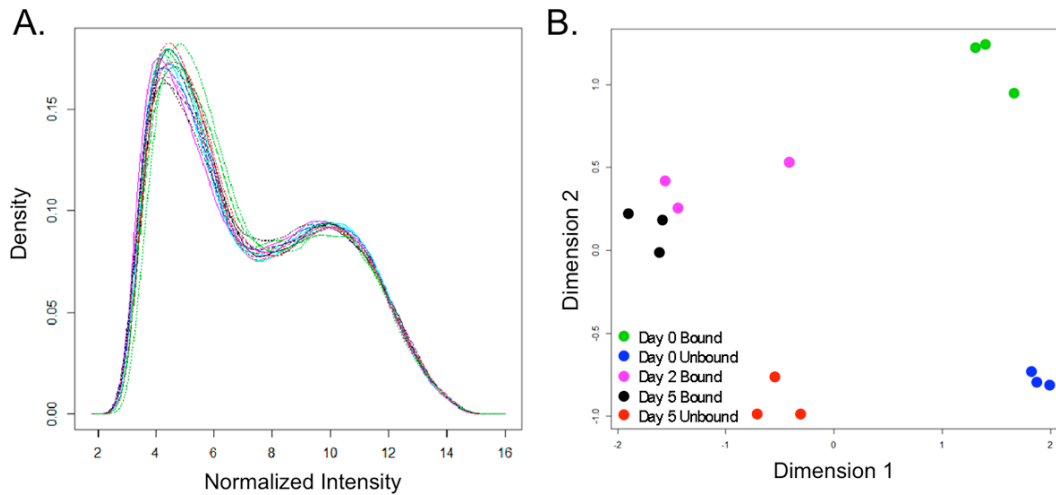 A.
Density
0.00
0.05
0.10
0.15
2 4 6 8 10 12 14 16
Normalized Intensity
B.
Dimension 2
1.0
0.5
0.0
-0.5
-1.0
Day 0 Bound
Day 0 Unbound
Day 2 Bound
Day 5 Bound
Day 5 Unbound
-2 -1 0 1 2
Dimension 1